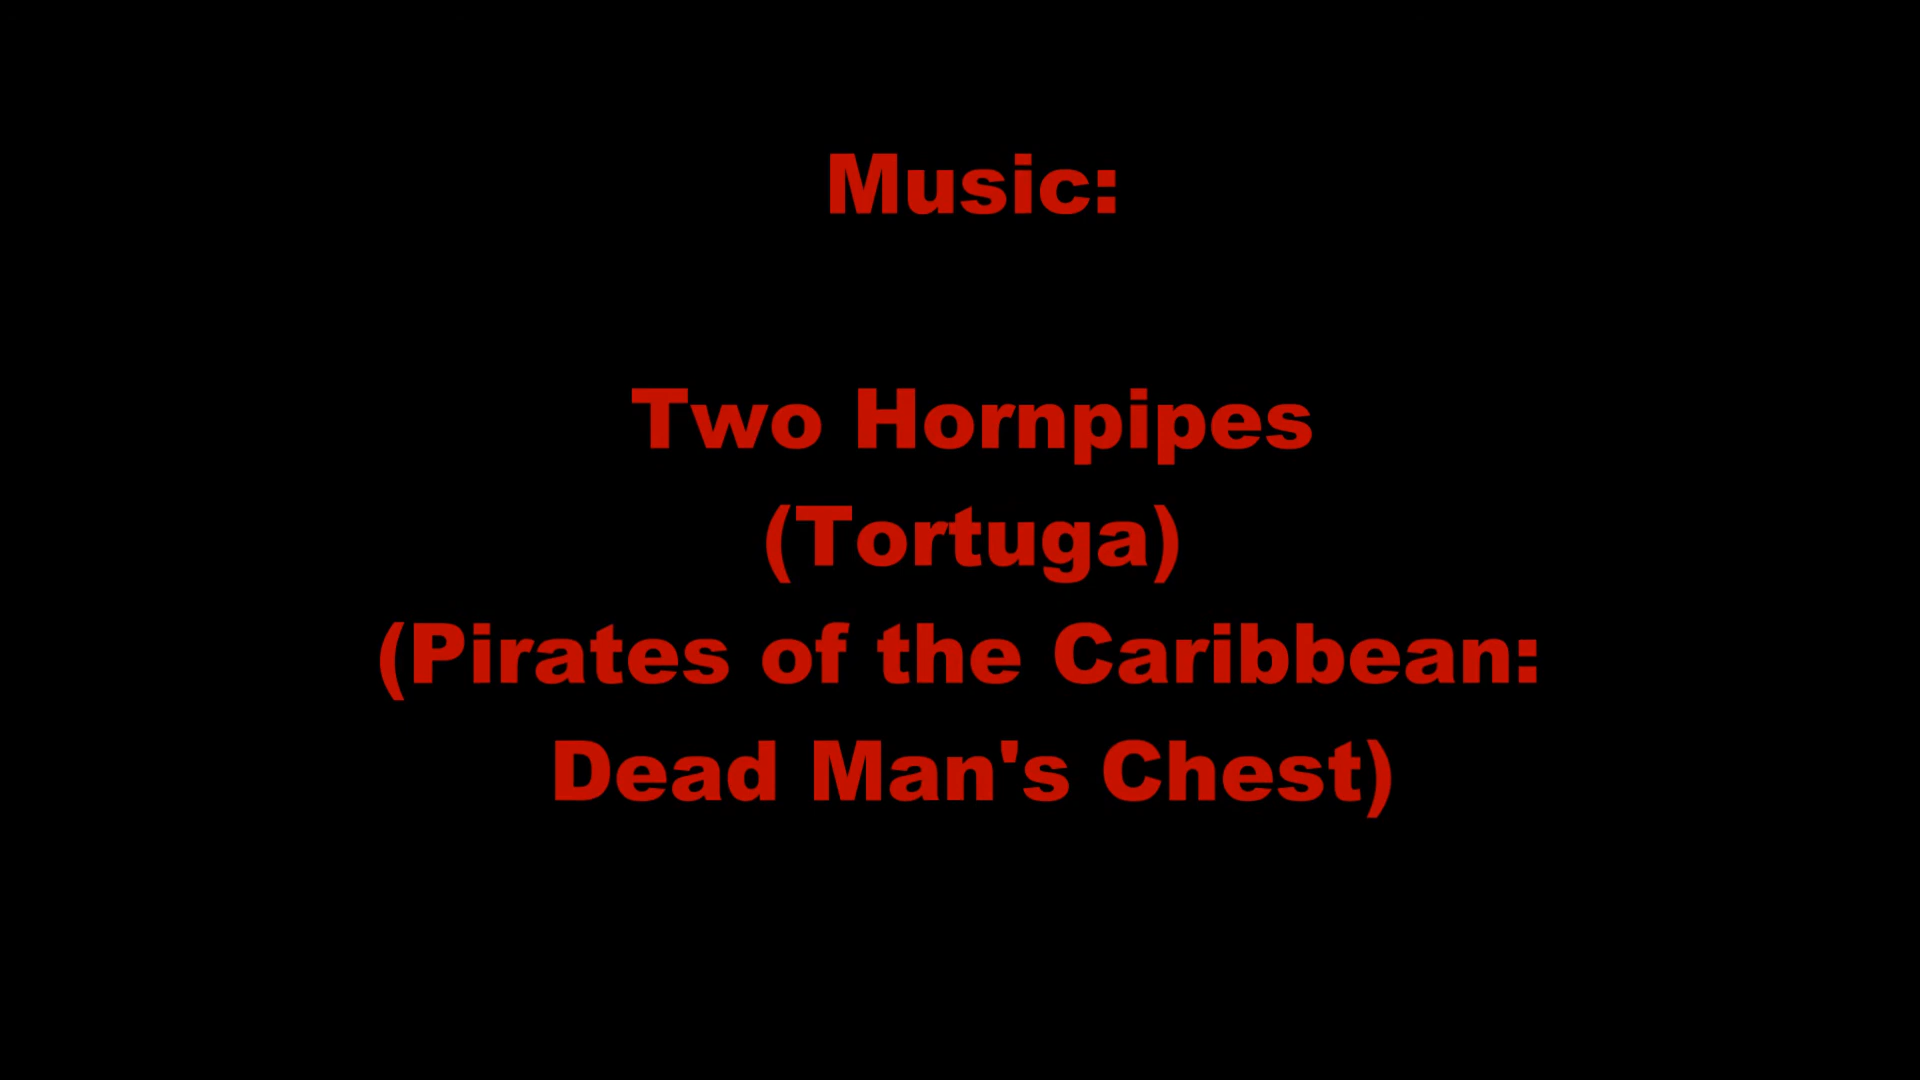 Music:
Two Hornpipes
(Tortuga)
(Pirates of the Caribbean:
Dead Man's Chest)